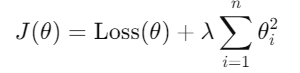 J(θ) = Loss(θ) + λ ∑_{i=1}^{n} θ_i^2